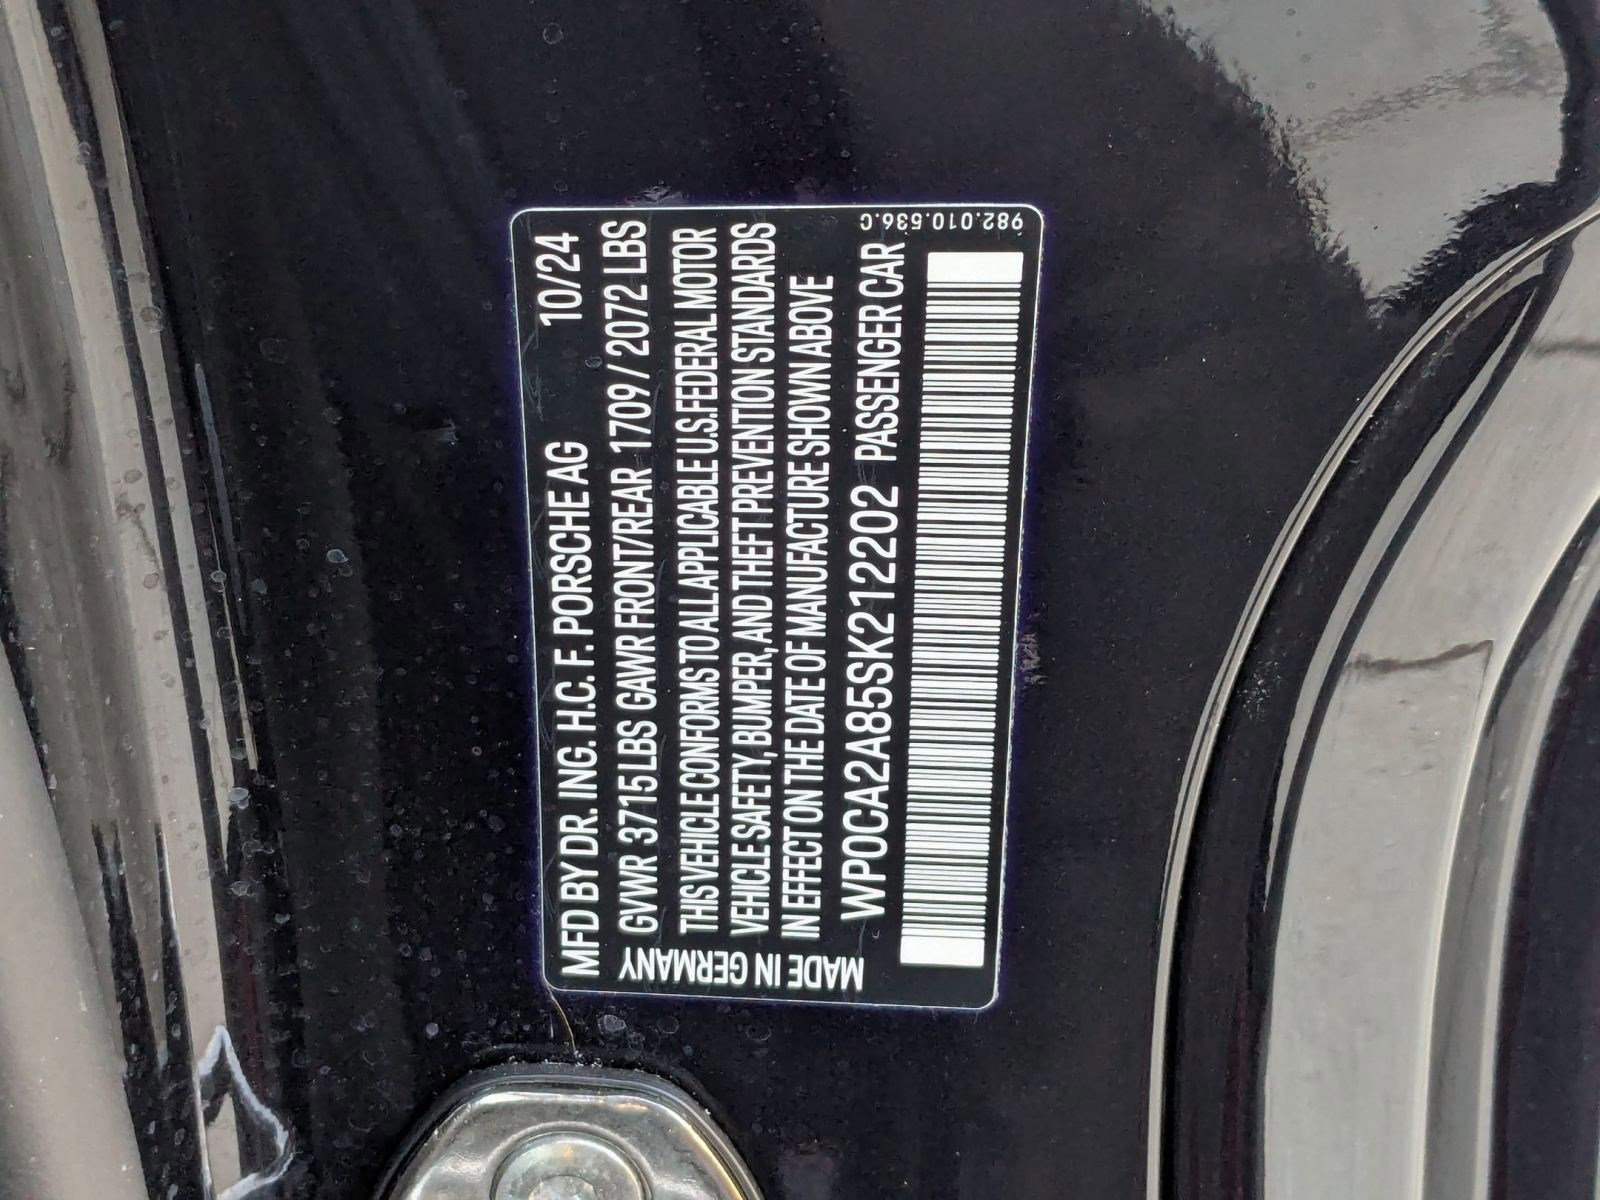 MFD BY DR. ING. H.C. F. PORSCHE AG 10/24
GVWR 3715 LBS GAWR FRONT/REAR 1709 / 2072 LBS
THIS VEHICLE CONFORMS TO ALL APPLICABLE U.S. FEDERAL MOTOR
VEHICLE SAFETY, BUMPER, AND THEFT PREVENTION STANDARDS
IN EFFECT ON THE DATE OF MANUFACTURE SHOWN ABOVE
WP0CA2A85SK212202 PASSENGER CAR
MADE IN GERMANY
982.010.536.C